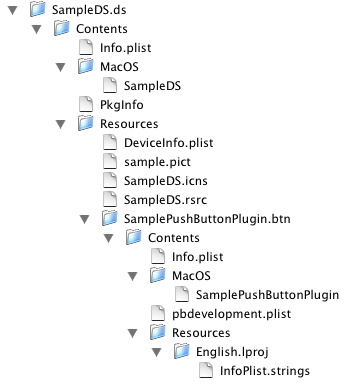 SampleDS.ds
Contents
Info.plist
MacOS
SampleDS
PkgInfo
Resources
DeviceInfo.plist
sample.pict
SampleDS.icns
SampleDS.rsrc
SamplePushButtonPlugin.btn
Contents
Info.plist
MacOS
SamplePushButtonPlugin
pbdevelopment.plist
Resources
English.lproj
InfoPlist.strings